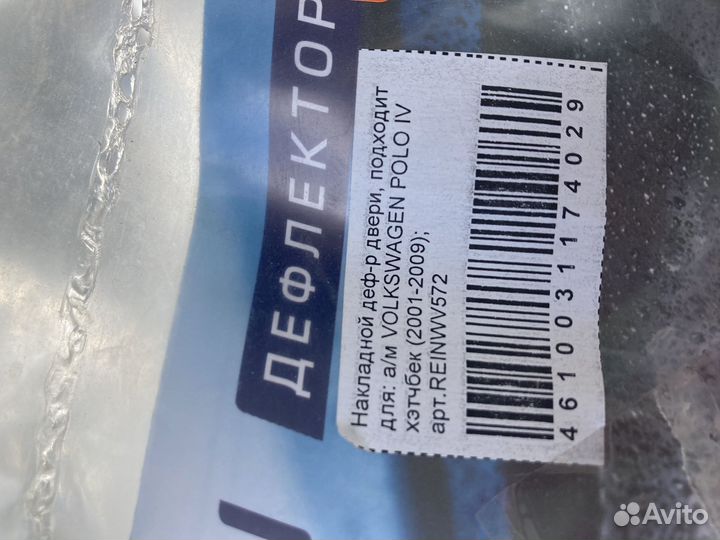 ДЕФЛЕКТОР
Накладной деф-р двери, подходит
для: а/м VOLKSWAGEN POLO IV
хэтчбек (2001-2009);
арт.REINWV572
4610031174029
Avito